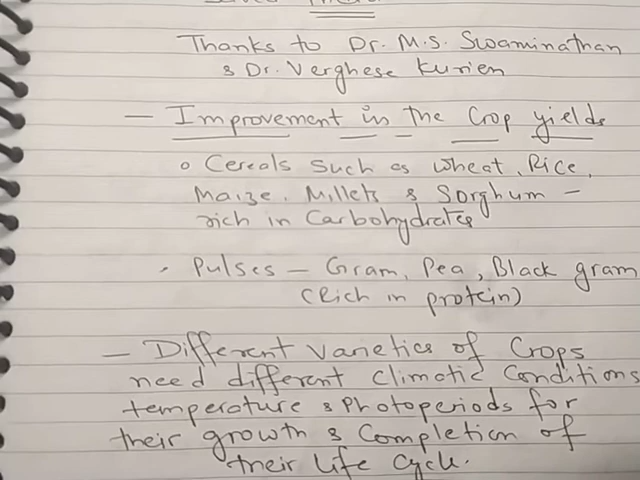 Thanks to Dr. M.S. Swaminathan
& Dr. Verghese Kurien
— Improvement in the Crop yields
o Cereals such as wheat, Rice,
Maize, Millets & Sorghum –
rich in Carbohydrates
• Pulses – Gram, Pea, Black gram
(Rich in protein)
— Different varieties of Crops
need different Climatic Conditions
temperature & Photoperiods for
their growth & Completion of
their life Cycle.